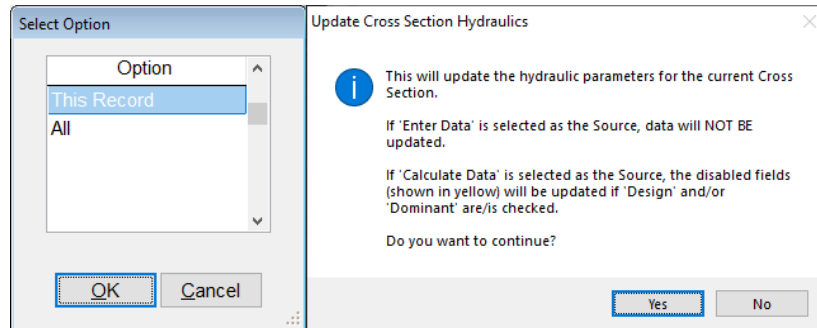 Select Option
Option
This Record
All
OK
Cancel
Update Cross Section Hydraulics
This will update the hydraulic parameters for the current Cross
Section.
If 'Enter Data' is selected as the Source, data will NOT BE
updated.
If 'Calculate Data' is selected as the Source, the disabled fields
(shown in yellow) will be updated if 'Design' and/or
'Dominant' are/is checked.
Do you want to continue?
Yes
No